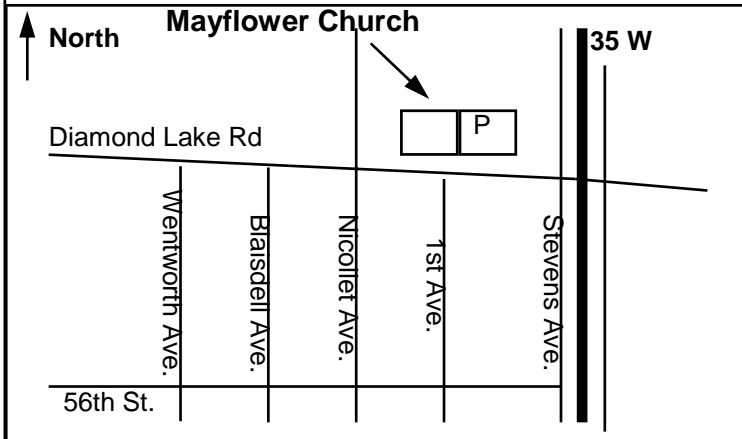 Mayflower Church
North
35 W
P
Diamond Lake Rd
Wentworth Ave.
Blaisdell Ave.
Nicollet Ave.
1st Ave.
Stevens Ave.
56th St.